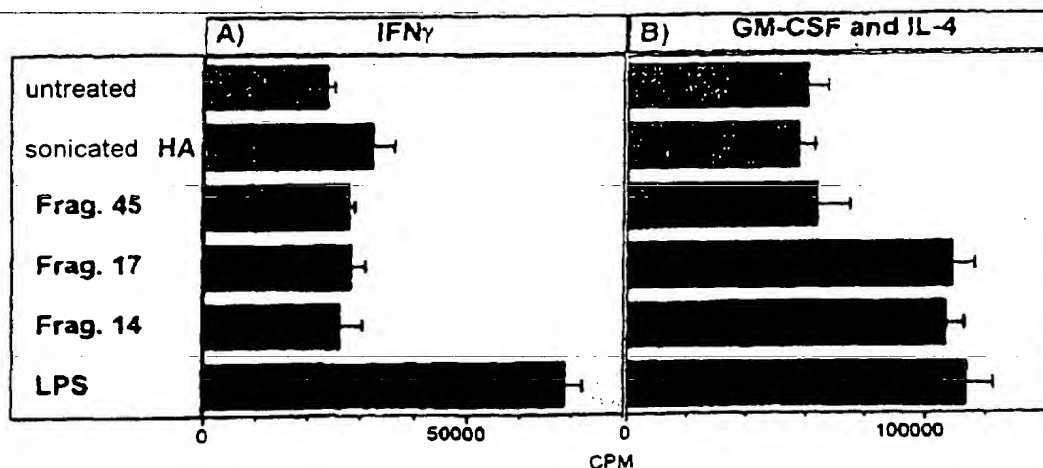 A) IFNγ
B) GM-CSF and IL-4
untreated
sonicated HA
Frag. 45
Frag. 17
Frag. 14
LPS
0 50000 0 100000
CPM